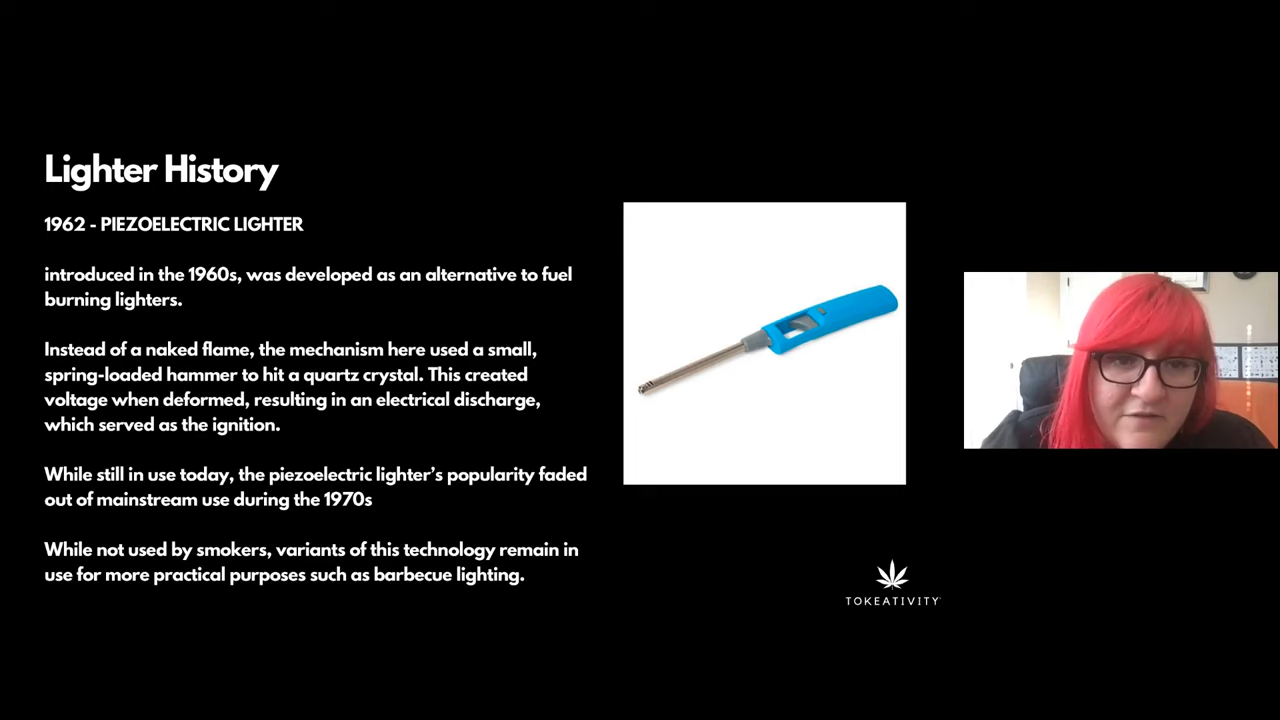 Lighter History
1962 - PIEZOELECTRIC LIGHTER
introduced in the 1960s, was developed as an alternative to fuel
burning lighters.
Instead of a naked flame, the mechanism here used a small,
spring-loaded hammer to hit a quartz crystal. This created
voltage when deformed, resulting in an electrical discharge,
which served as the ignition.
While still in use today, the piezoelectric lighter’s popularity faded
out of mainstream use during the 1970s
While not used by smokers, variants of this technology remain in
use for more practical purposes such as barbecue lighting.
TOKEATIVITY